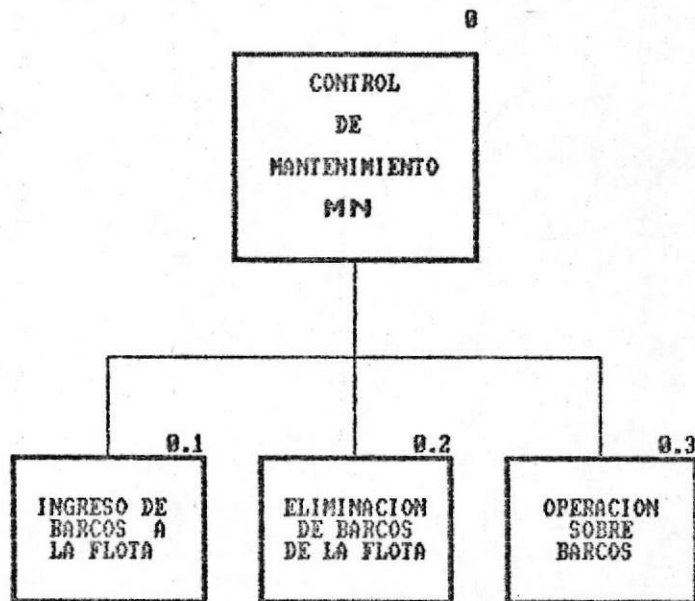 0
CONTROL
DE
MANTENIMIENTO
MN
0.1
INGRESO DE
BARCOS A
LA FLOTA
0.2
ELIMINACION
DE BARCOS
DE LA FLOTA
0.3
OPERACION
SOBRE
BARCOS